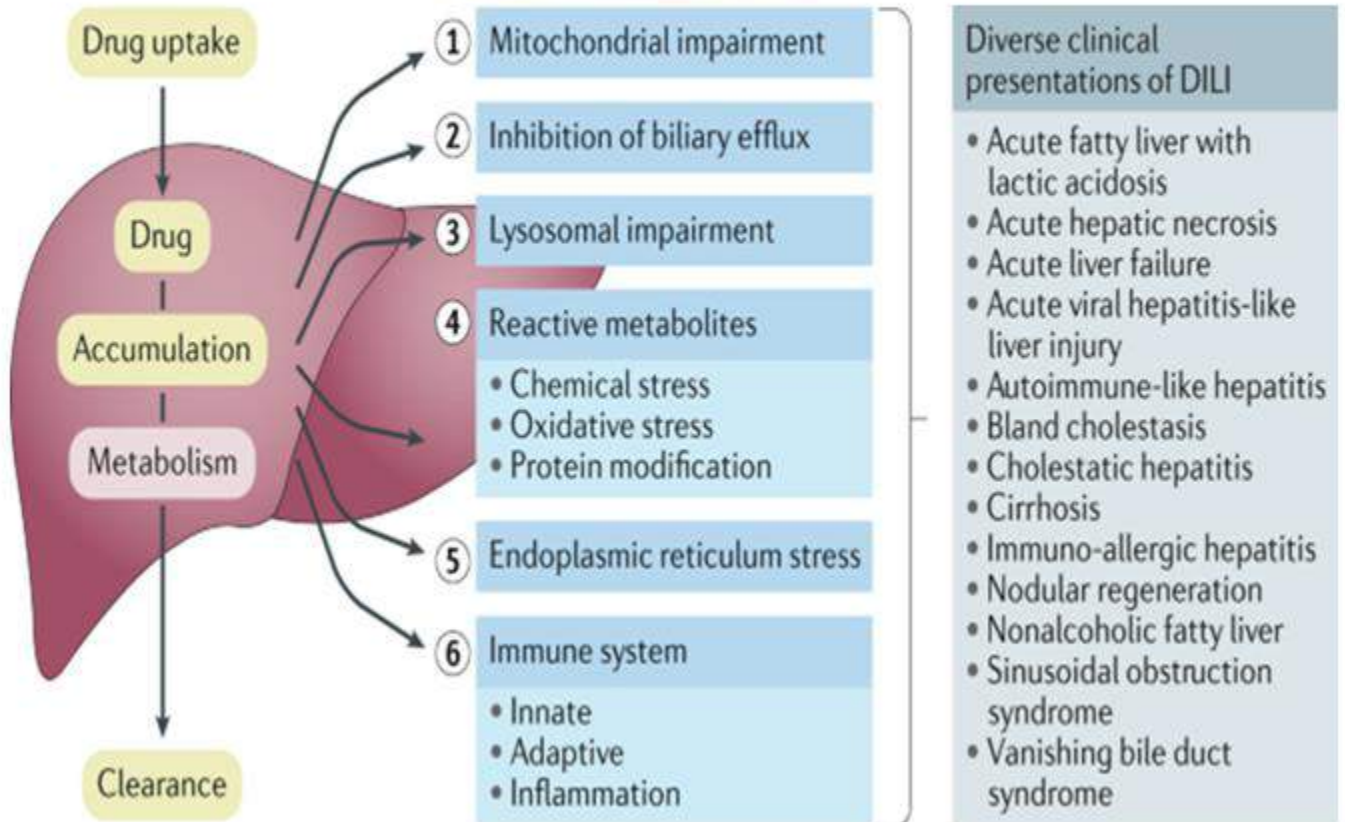 Drug uptake
Drug
Accumulation
Metabolism
Clearance
1 Mitochondrial impairment
2 Inhibition of biliary efflux
3 Lysosomal impairment
4 Reactive metabolites
• Chemical stress
• Oxidative stress
• Protein modification
5 Endoplasmic reticulum stress
6 Immune system
• Innate
• Adaptive
• Inflammation
Diverse clinical
presentations of DILI
• Acute fatty liver with
lactic acidosis
• Acute hepatic necrosis
• Acute liver failure
• Acute viral hepatitis-like
liver injury
• Autoimmune-like hepatitis
• Bland cholestasis
• Cholestatic hepatitis
• Cirrhosis
• Immuno-allergic hepatitis
• Nodular regeneration
• Nonalcoholic fatty liver
• Sinusoidal obstruction
syndrome
• Vanishing bile duct
syndrome